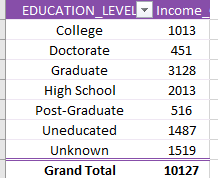 EDUCATION_LEVEL Income_
College 1013
Doctorate 451
Graduate 3128
High School 2013
Post-Graduate 516
Uneducated 1487
Unknown 1519
Grand Total 10127